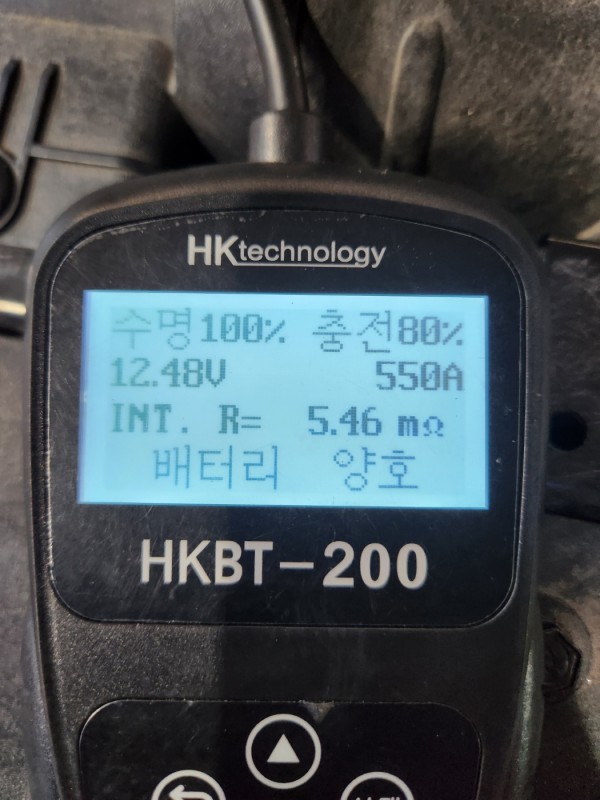 HKtechnology
수명100% 충전80%
12.48V 550A
INT. R= 5.46 mΩ
배터리 양호
HKBT-200